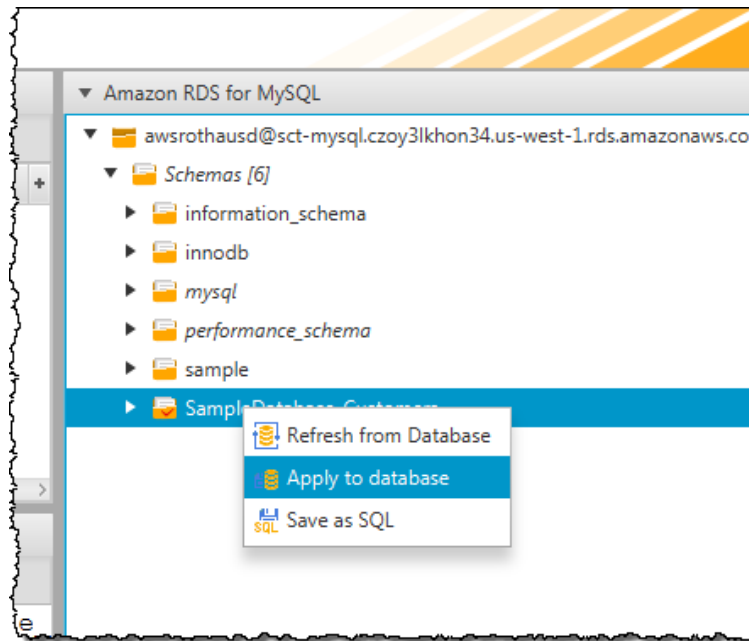 Amazon RDS for MySQL
awsrothausd@sct-mysql.czoy3lkhon34.us-west-1.rds.amazonaws.co
Schemas [6]
+
information_schema
innodb
mysql
performance_schema
sample
Refresh from Database
Apply to database
SQL Save as SQL
e